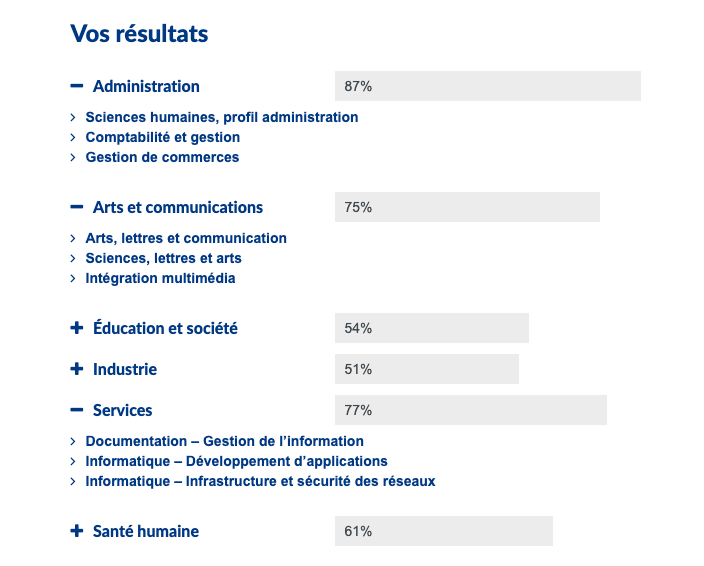 Vos résultats
Administration 87%
Sciences humaines, profil administration
Comptabilité et gestion
Gestion de commerces
Arts et communications 75%
Arts, lettres et communication
Sciences, lettres et arts
Intégration multimédia
Éducation et société 54%
Industrie 51%
Services 77%
Documentation – Gestion de l’information
Informatique – Développement d’applications
Informatique – Infrastructure et sécurité des réseaux
Santé humaine 61%